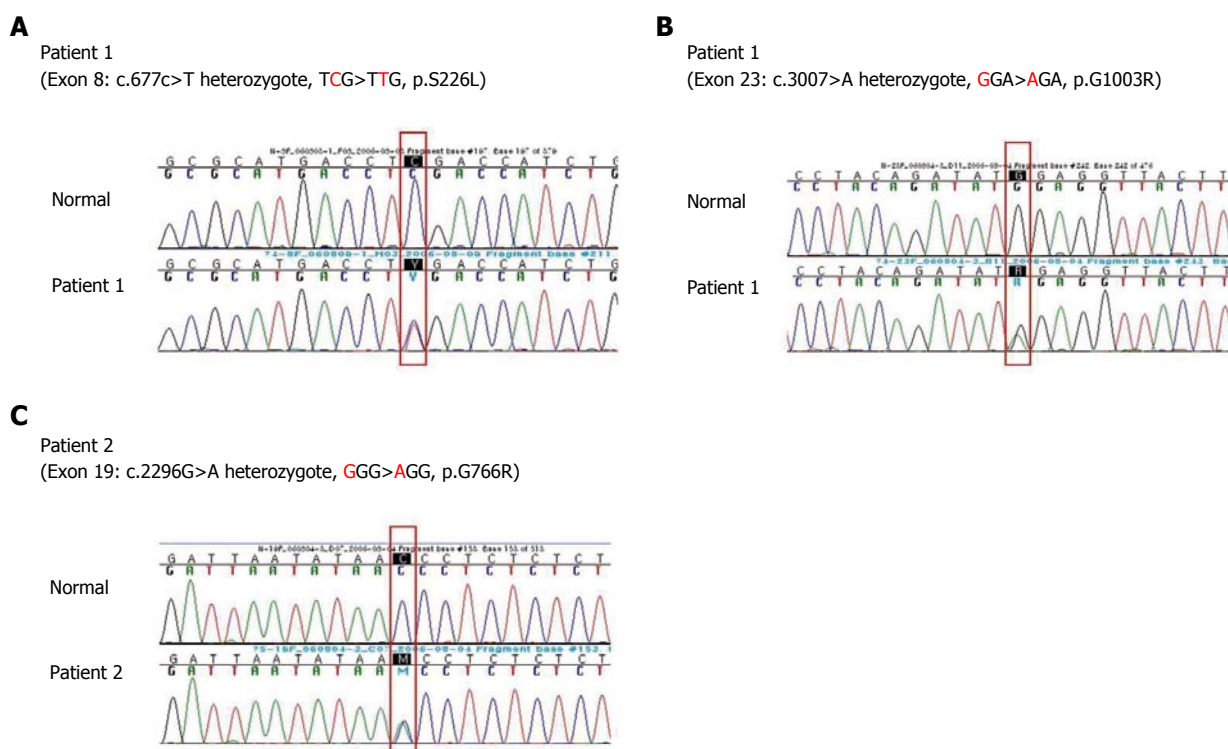 A
Patient 1
(Exon 8: c.677c>T heterozygote, TCG>TTG, p.S226L)
G C G C A T G A C C T C G A C C A T C T G
G C G C A T G A C C T C G A C C A T C T G
Normal
G C G C A T G A C C T Y G A C C A T C T G
G C G C A T G A C C T Y G A C C A T C T G
Patient 1
B
Patient 1
(Exon 23: c.3007>A heterozygote, GGA>AGA, p.G1003R)
C C T A C A G A T A T G G A G G T T A C T T
C C T A C A G A T A T G G A G G T T A C T T
Normal
C C T A C A G A T A T R G A G G T T A C T T
C C T A C A G A T A T R G A G G T T A C T T
Patient 1
C
Patient 2
(Exon 19: c.2296G>A heterozygote, GGG>AGG, p.G766R)
G A T T A A T A T A A C C C T C T C T C T
G A T T A A T A T A A C C C T C T C T C T
Normal
G A T T A A T A T A A M C C T C T C T C T
G A T T A A T A T A A M C C T C T C T C T
Patient 2